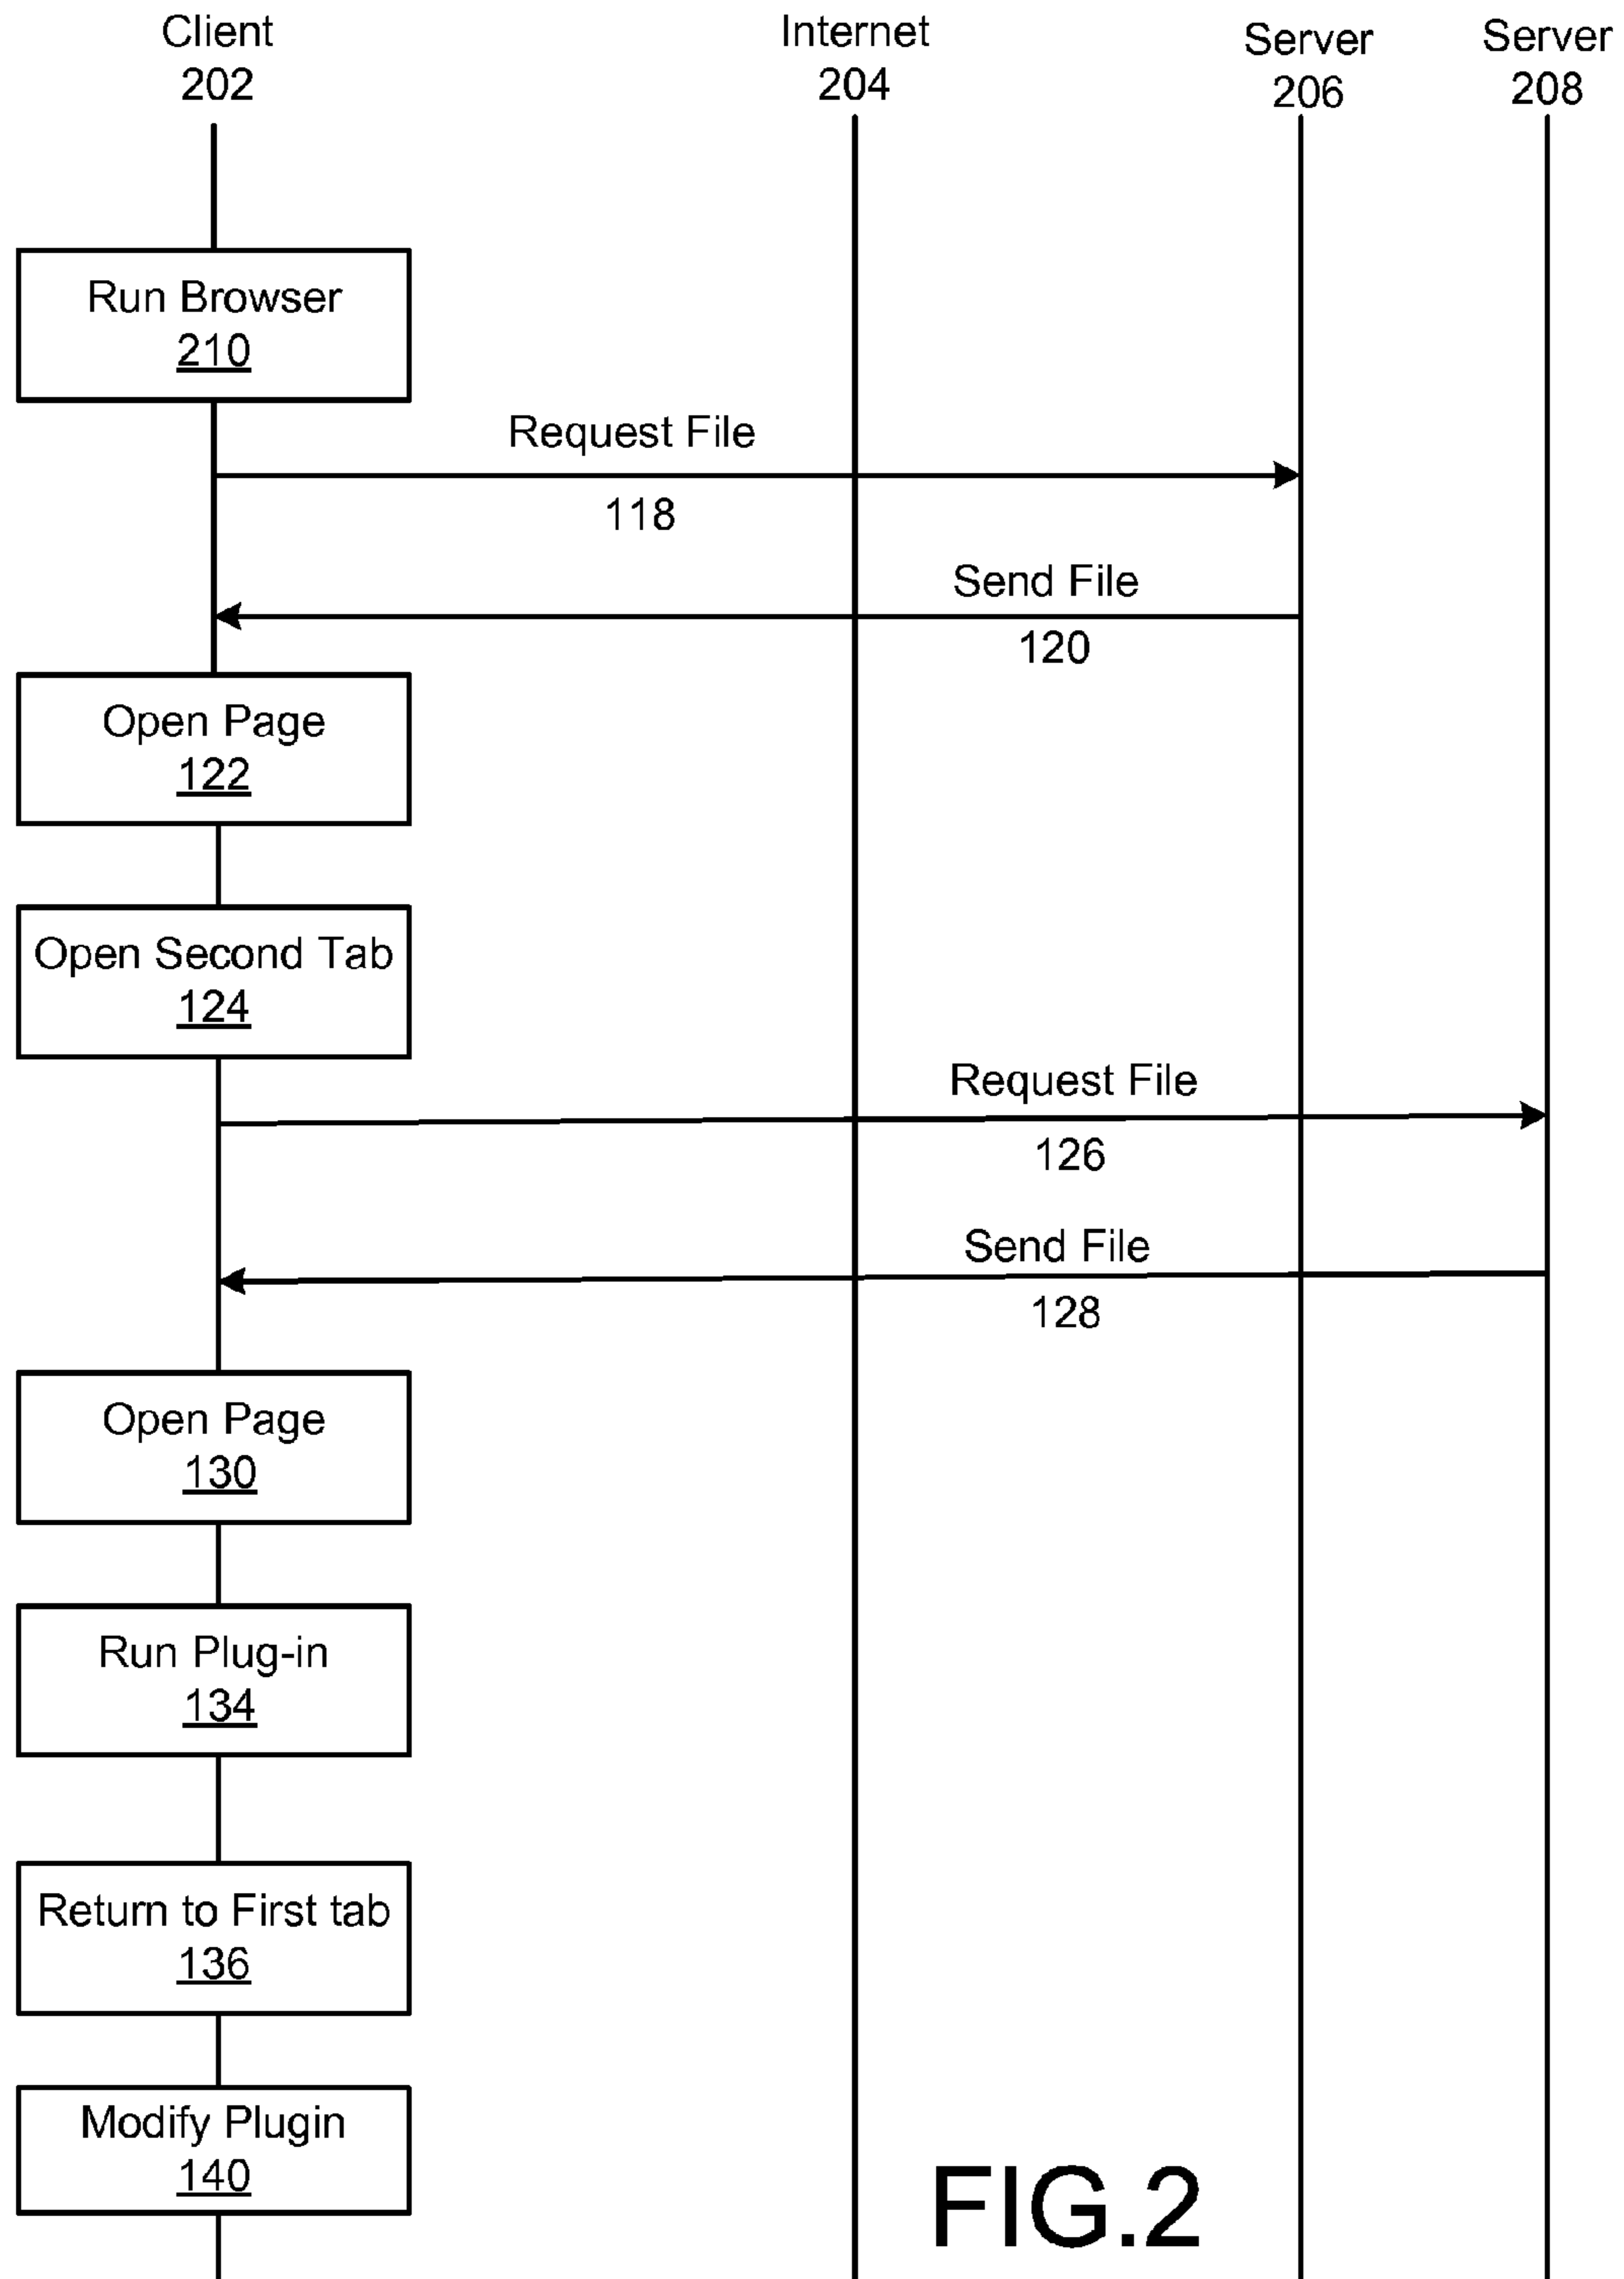 Client
202
Internet
204
Server
206
Server
208
Run Browser
210
Request File
118
Send File
120
Open Page
122
Open Second Tab
124
Request File
126
Send File
128
Open Page
130
Run Plug-in
134
Return to First tab
136
Modify Plugin
140
FIG.2